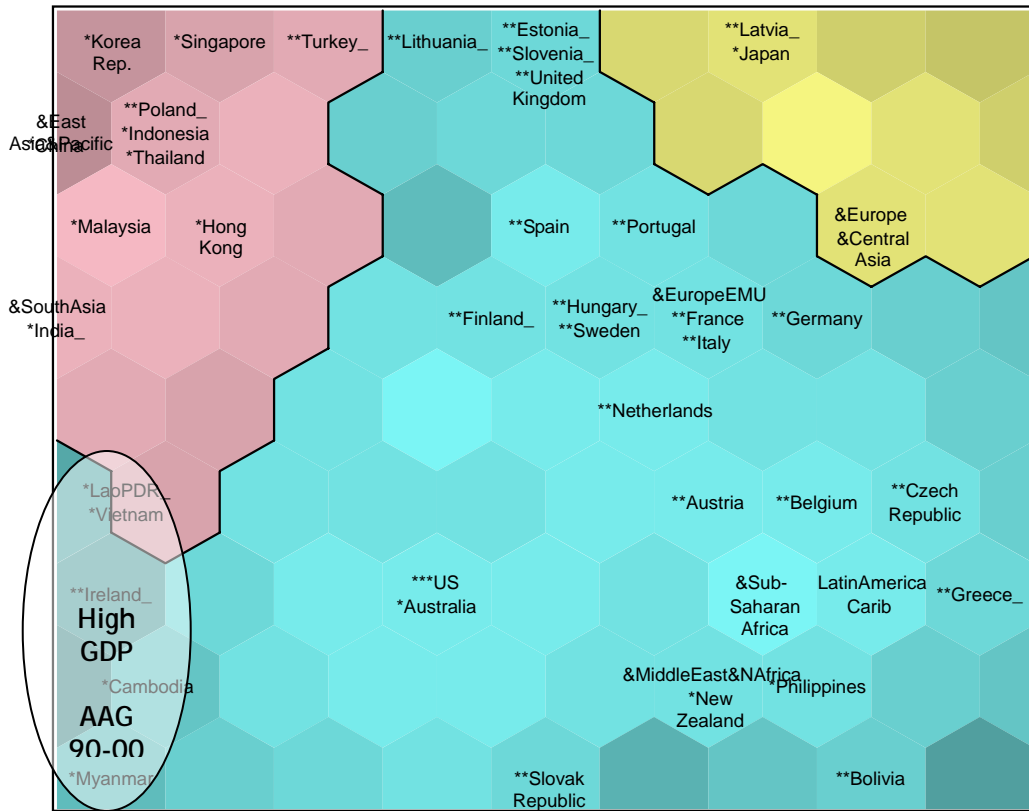 *Korea
Rep.
*Singapore
**Turkey_
**Lithuania_
**Estonia_
**Slovenia_
**United
Kingdom
**Latvia_
*Japan
&East
Asia&Pacific
*China
**Poland_
*Indonesia
*Thailand
*Malaysia
*Hong
Kong
**Spain
**Portugal
&Europe
&Central
Asia
&SouthAsia
*India_
**Finland_
**Hungary_
**Sweden
&EuropeEMU
**France
**Italy
**Germany
**Netherlands
*LaoPDR_
*Vietnam
**Austria
**Belgium
**Czech
Republic
**Ireland_
High
GDP
AAG
90-00
***US
*Australia
&Sub-
Saharan
Africa
LatinAmerica
Carib
**Greece_
*Cambodia
&MiddleEast&NAfrica
*New
Zealand
*Philippines
*Myanmar
**Slovak
Republic
**Bolivia